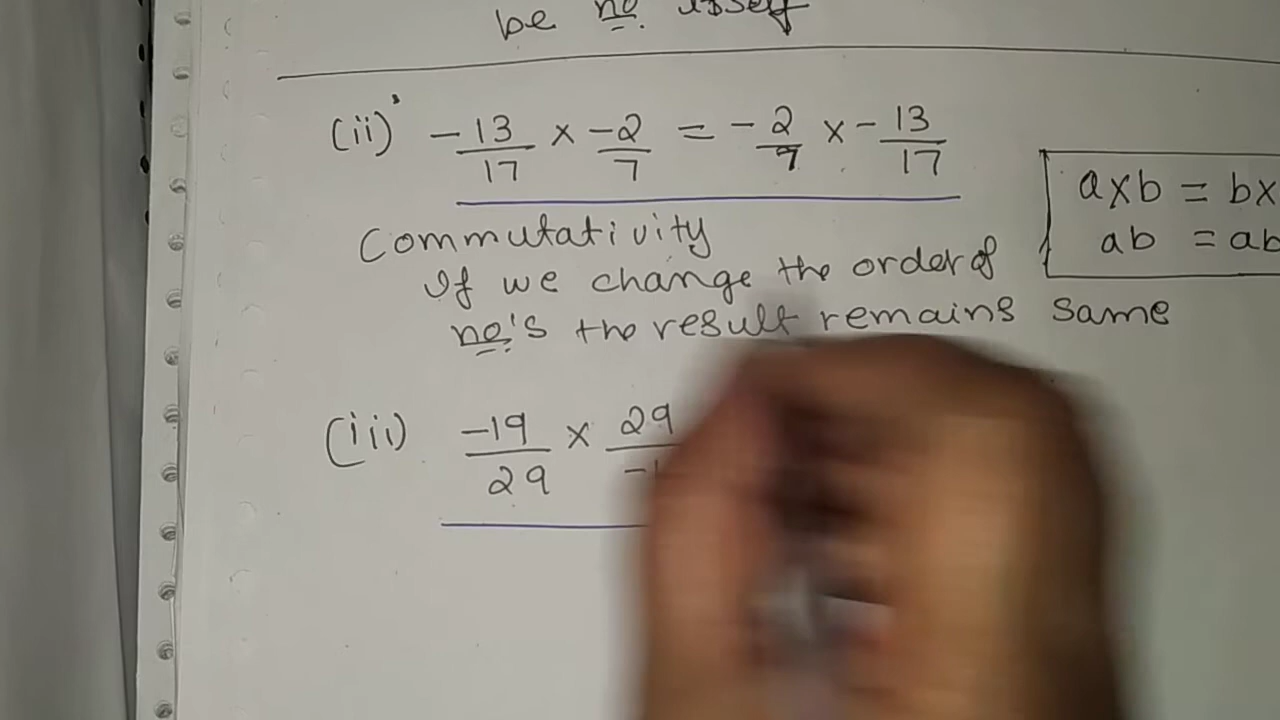 be no. itself
(ii) -13/17 × -2/7 = -2/7 × -13/17
a×b = b×
Commutativity
ab = ab
If we change the order of
no.'s the result remains same
(iii) -19/29 × 29/-1